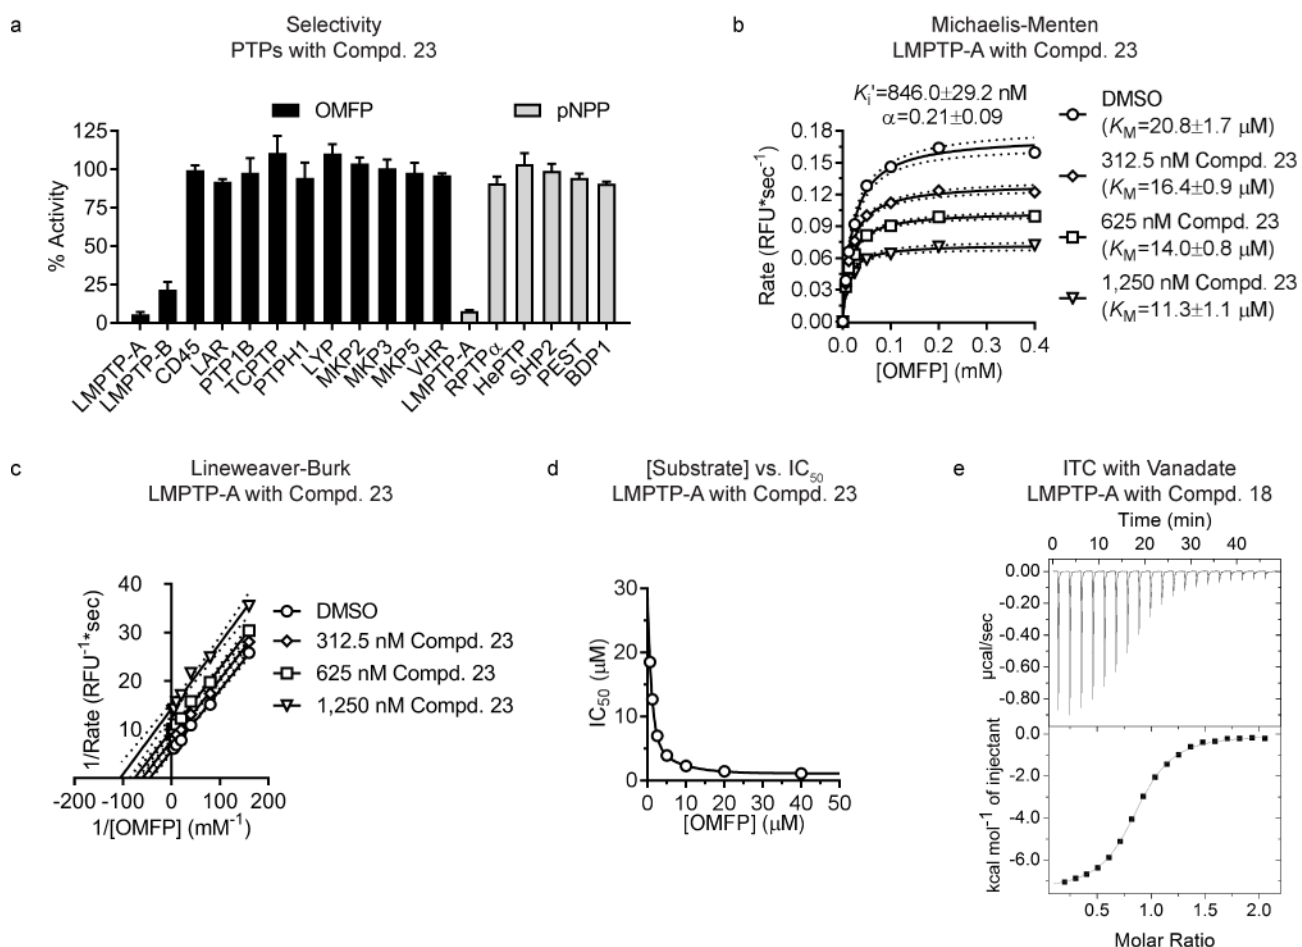 a
Selectivity
PTPs with Compd. 23
OMFP
pNPP
% Activity
125
100
75
50
25
0
LMPTP-A
LMPTP-B
CD45
LAR
PTP1B
TCPTP
PTPH1
LYP
MKP2
MKP3
MKP5
VHR
LMPTP-A
RPTPα
HePTP
SHP2
PEST
BDP1
b
Michaelis-Menten
LMPTP-A with Compd. 23
Kᵢ'=846.0±29.2 nM
α=0.21±0.09
Rate (RFU*sec⁻¹)
0.18
0.15
0.12
0.09
0.06
0.03
0.00
0.0 0.1 0.2 0.3 0.4
[OMFP] (mM)
DMSO
(K_M=20.8±1.7 μM)
312.5 nM Compd. 23
(K_M=16.4±0.9 μM)
625 nM Compd. 23
(K_M=14.0±0.8 μM)
1,250 nM Compd. 23
(K_M=11.3±1.1 μM)
c
Lineweaver-Burk
LMPTP-A with Compd. 23
1/Rate (RFU⁻¹*sec)
40
30
20
10
-200 -100 0 100 200
1/[OMFP] (mM⁻¹)
DMSO
312.5 nM Compd. 23
625 nM Compd. 23
1,250 nM Compd. 23
d
[Substrate] vs. IC₅₀
LMPTP-A with Compd. 23
IC₅₀ (μM)
30
20
10
0
0 10 20 30 40 50
[OMFP] (μM)
e
ITC with Vanadate
LMPTP-A with Compd. 18
Time (min)
0 10 20 30 40
μcal/sec
0.00
-0.20
-0.40
-0.60
-0.80
kcal mol⁻¹ of injectant
0.0
-2.0
-4.0
-6.0
0.5 1.0 1.5 2.0
Molar Ratio